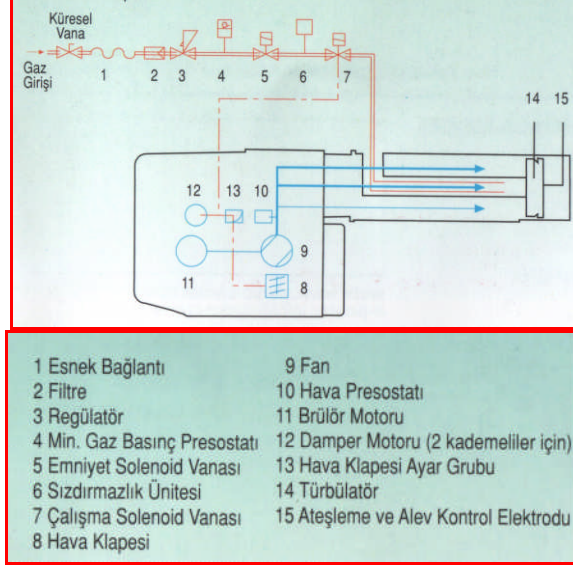 Küresel
Vana
Gaz
Girişi
1 2 3 4 5 6 7
14 15
12 13 10
9
11
8
1 Esnek Bağlantı
2 Filtre
3 Regülatör
4 Min. Gaz Basınç Presostatı
5 Emniyet Solenoid Vanası
6 Sızdırmazlık Ünitesi
7 Çalışma Solenoid Vanası
8 Hava Klapesi
9 Fan
10 Hava Presostatı
11 Brülör Motoru
12 Damper Motoru (2 kademeliler için)
13 Hava Klapesi Ayar Grubu
14 Türbülatör
15 Ateşleme ve Alev Kontrol Elektrodu